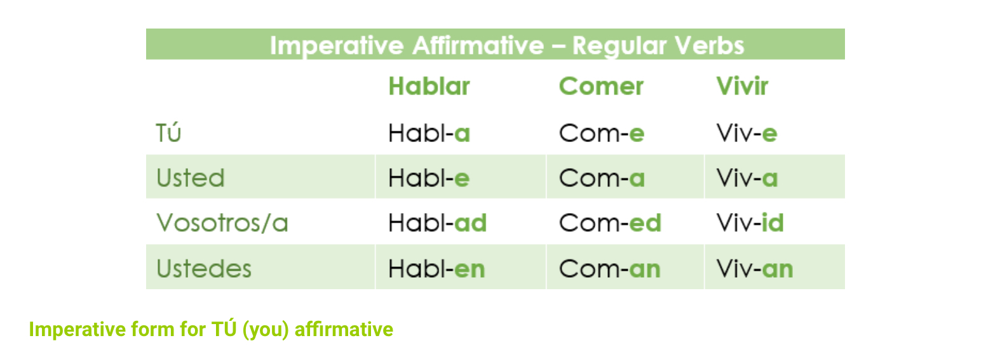 Imperative Affirmative – Regular Verbs
Hablar Comer Vivir
Tú Habl-a Com-e Viv-e
Usted Habl-e Com-a Viv-a
Vosotros/a Habl-ad Com-ed Viv-id
Ustedes Habl-en Com-an Viv-an
Imperative form for TÚ (you) affirmative